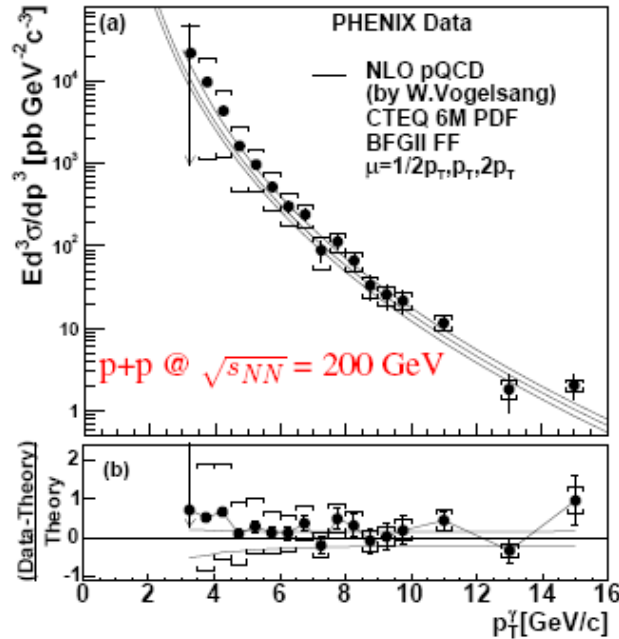 (a)
PHENIX Data
NLO pQCD
(by W.Vogelsang)
CTEQ 6M PDF
BFGII FF
μ=1/2p_T,p_T,2p_T
Ed³σ/dp³ [pb GeV⁻²c⁻³]
10⁴
10³
10²
10
1
p+p @ √s_NN = 200 GeV
(b)
(Data-Theory)
Theory
2
1
0
-1
0 2 4 6 8 10 12 14 16
p_T^γ[GeV/c]